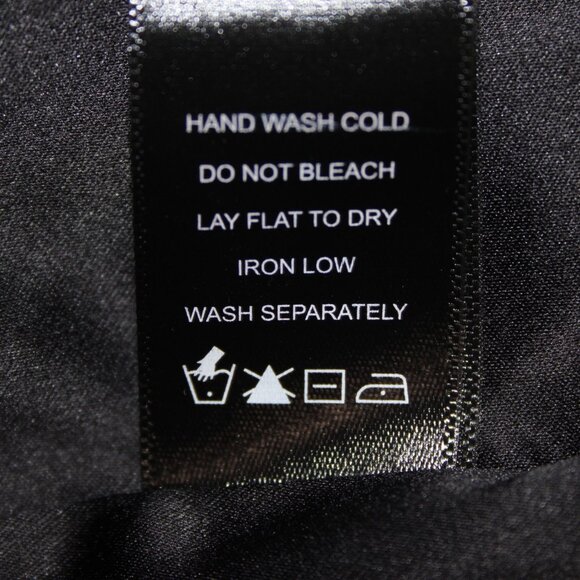 HAND WASH COLD
DO NOT BLEACH
LAY FLAT TO DRY
IRON LOW
WASH SEPARATELY